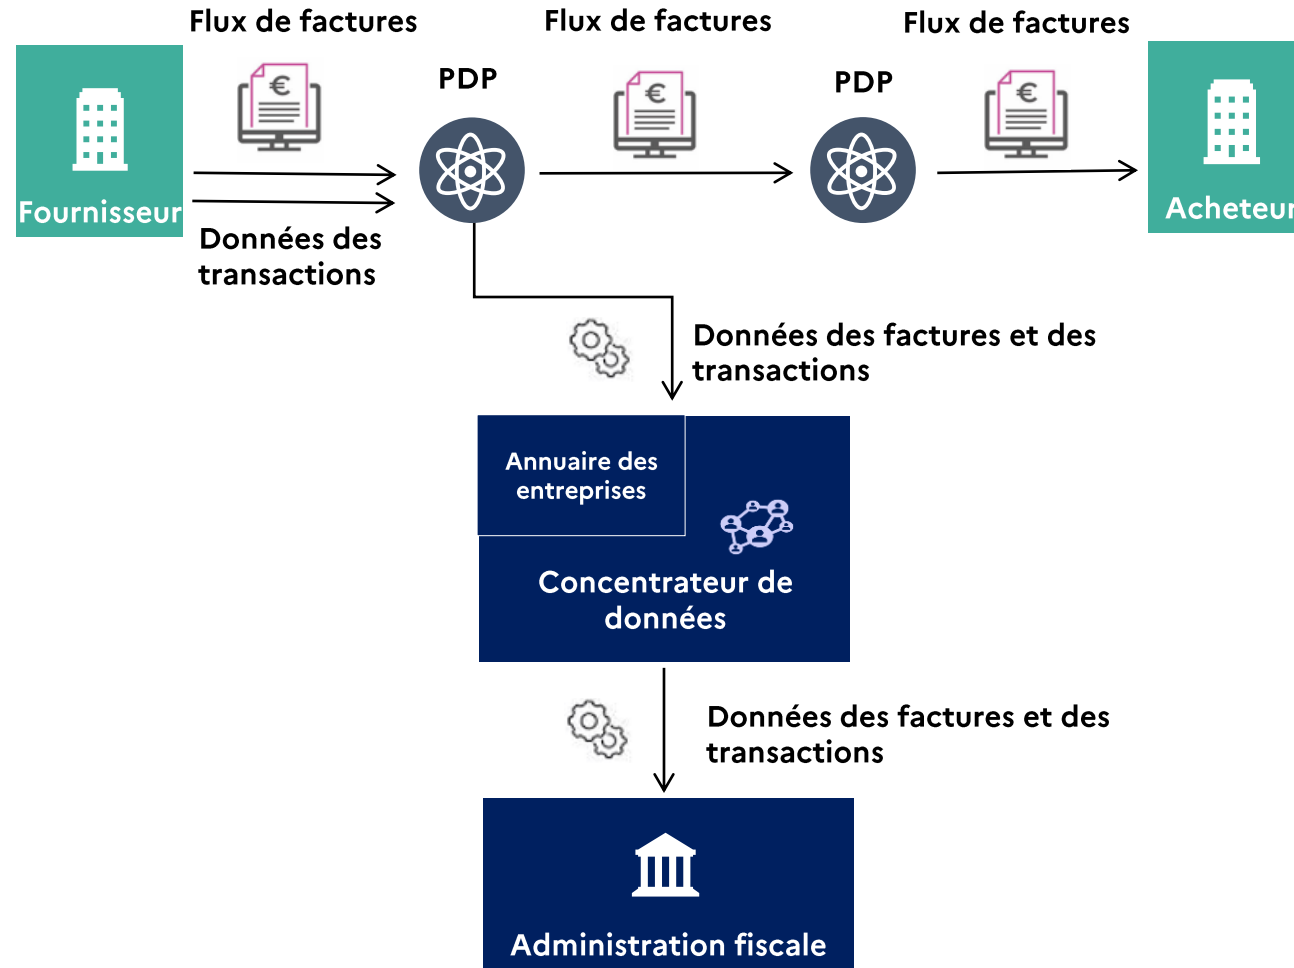 Flux de factures
Flux de factures
Flux de factures
PDP
PDP
€
€
€
Fournisseur
Acheteur
Données des
transactions
Données des factures et des
transactions
Annuaire des
entreprises
Concentrateur de
données
Données des factures et des
transactions
Administration fiscale